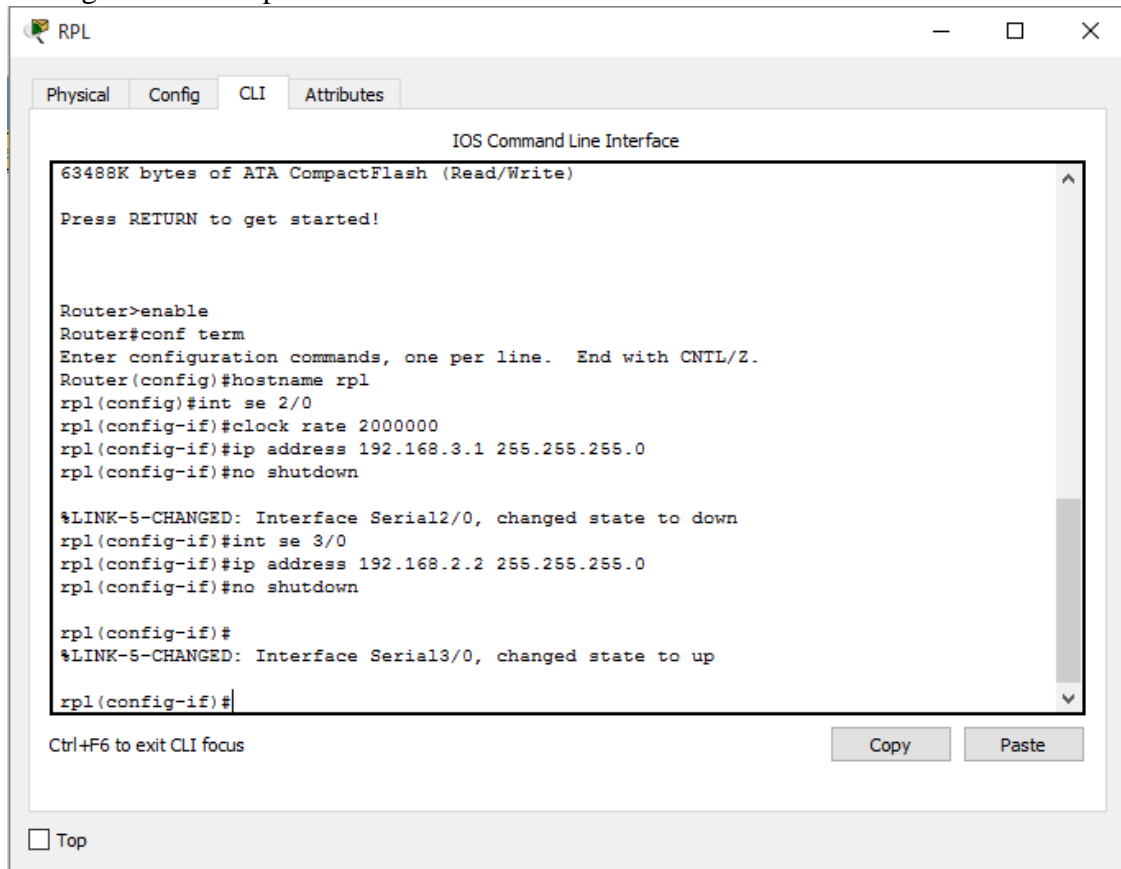 RPL
Physical Config CLI Attributes
IOS Command Line Interface
63488K bytes of ATA CompactFlash (Read/Write)
Press RETURN to get started!
Router>enable
Router#conf term
Enter configuration commands, one per line.  End with CNTL/Z.
Router(config)#hostname rpl
rpl(config)#int se 2/0
rpl(config-if)#clock rate 2000000
rpl(config-if)#ip address 192.168.3.1 255.255.255.0
rpl(config-if)#no shutdown
%LINK-5-CHANGED: Interface Serial2/0, changed state to down
rpl(config-if)#int se 3/0
rpl(config-if)#ip address 192.168.2.2 255.255.255.0
rpl(config-if)#no shutdown
rpl(config-if)#
%LINK-5-CHANGED: Interface Serial3/0, changed state to up
rpl(config-if)#
Ctrl+F6 to exit CLI focus
Copy Paste
Top